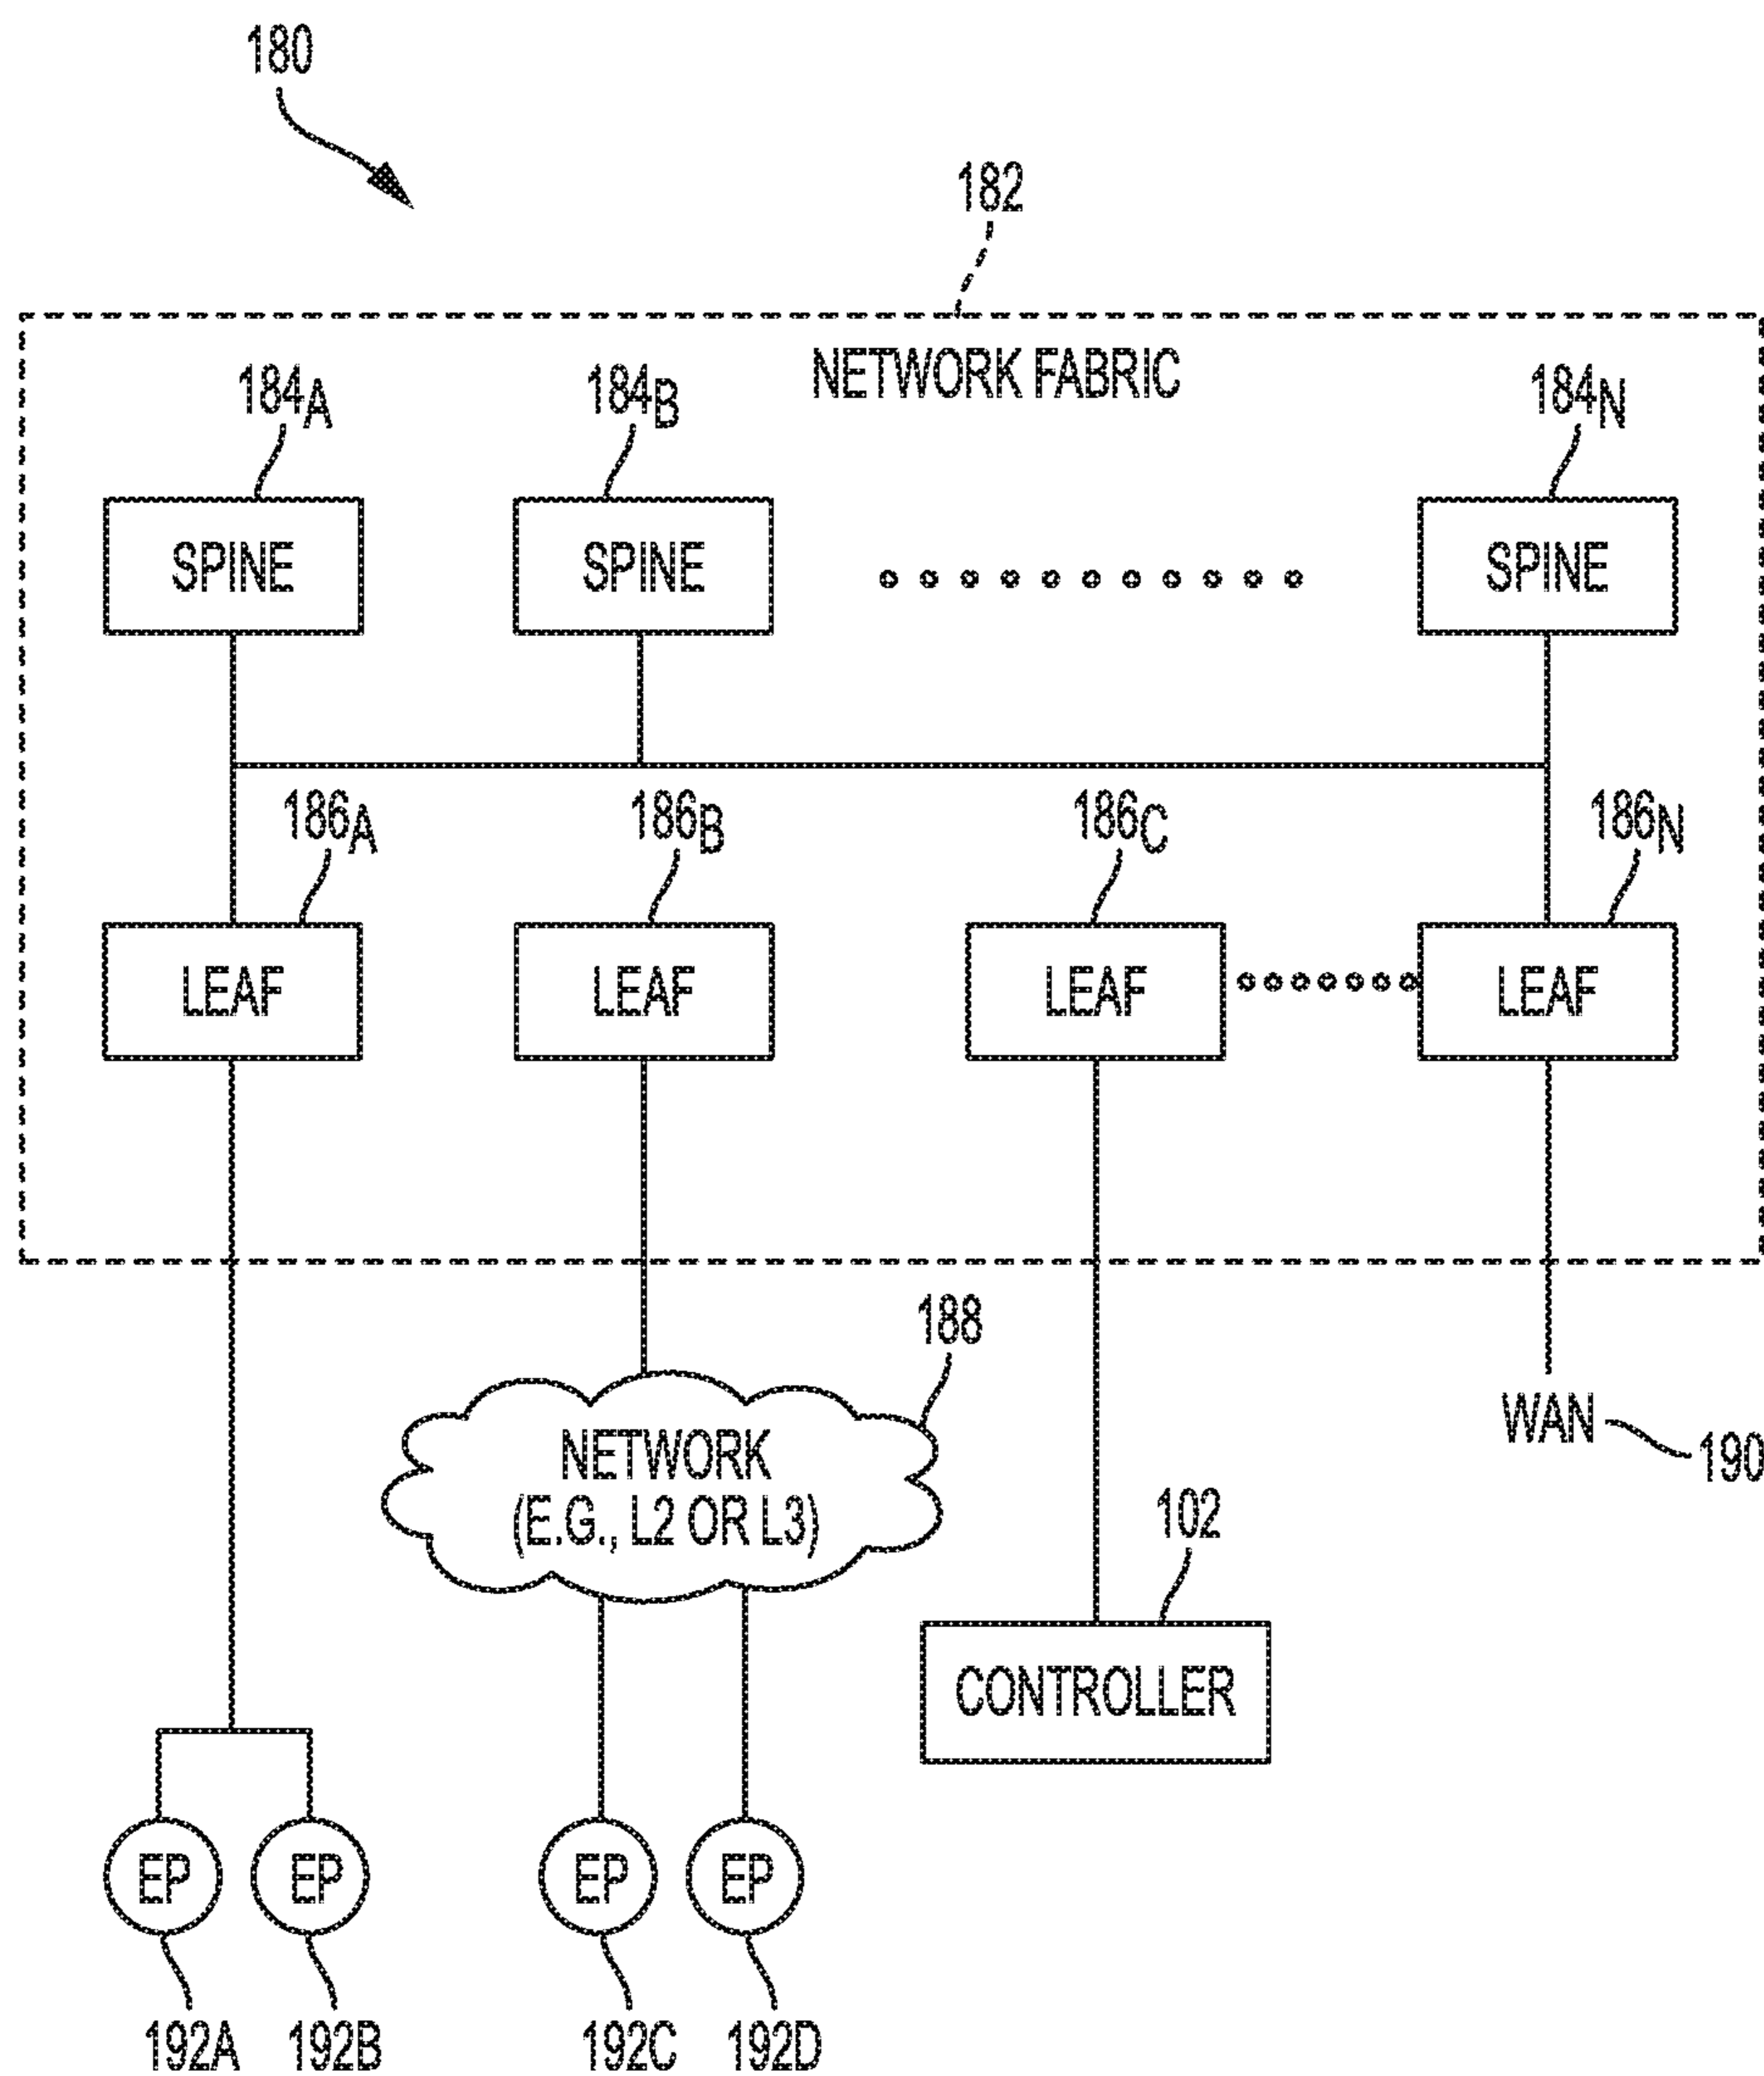 180
182
NETWORK FABRIC
184A
184B
184N
SPINE
SPINE
SPINE
186A
186B
186C
186N
LEAF
LEAF
LEAF
LEAF
188
NETWORK
(E.G., L2 OR L3)
WAN
190
102
CONTROLLER
EP
EP
EP
EP
192A
192B
192C
192D